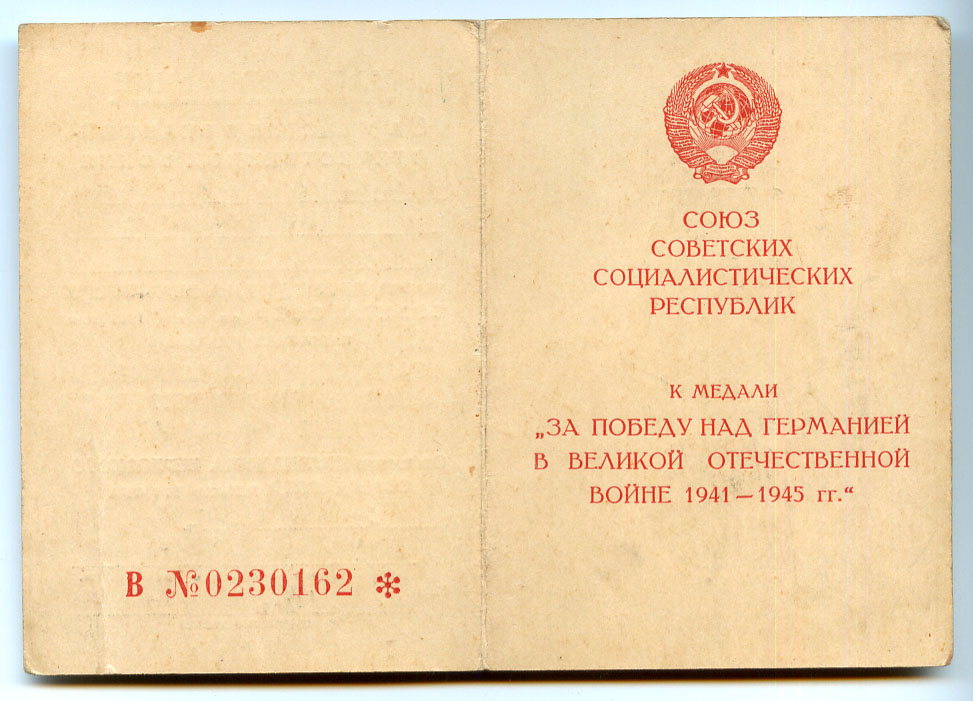 В №0230162 *
СОЮЗ
СОВЕТСКИХ
СОЦИАЛИСТИЧЕСКИХ
РЕСПУБЛИК
К МЕДАЛИ
„ЗА ПОБЕДУ НАД ГЕРМАНИЕЙ
В ВЕЛИКОЙ ОТЕЧЕСТВЕННОЙ
ВОЙНЕ 1941—1945 гг.“